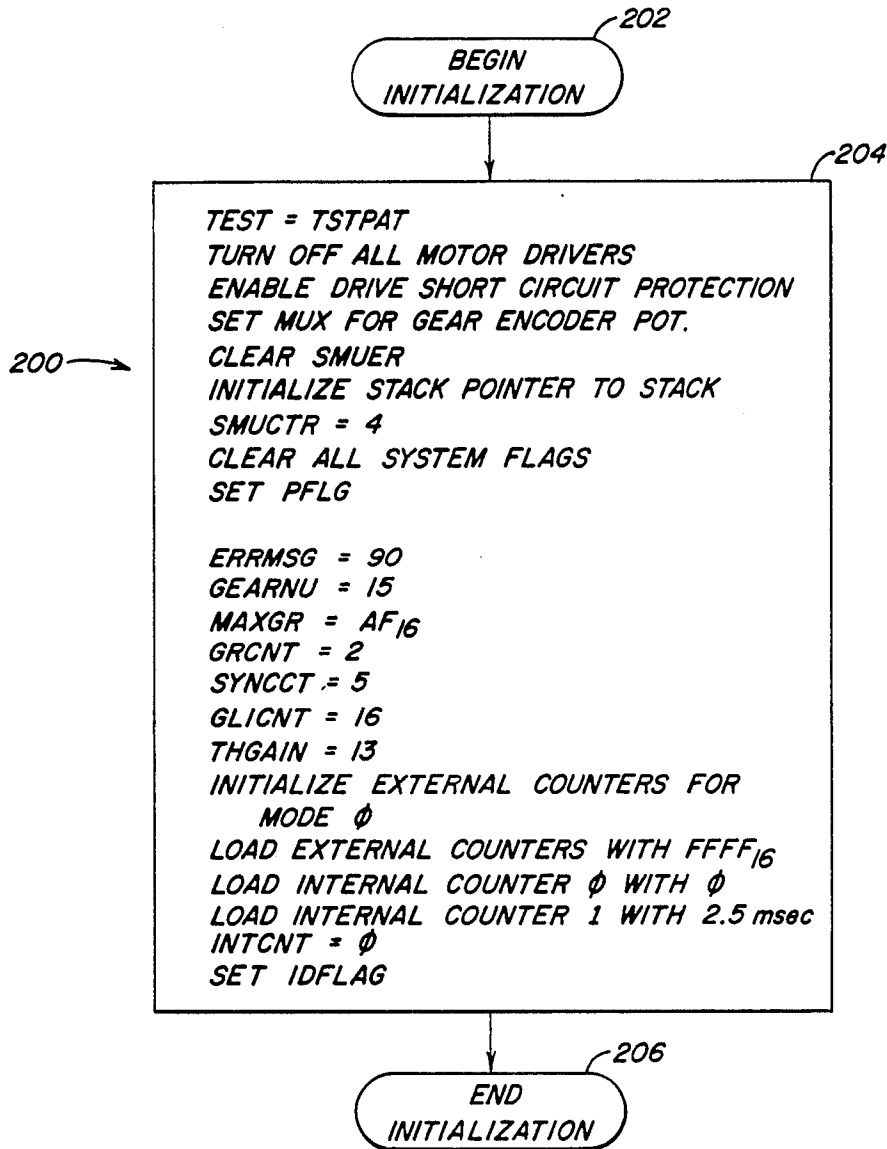 202
BEGIN
INITIALIZATION
204
TEST = TSTPAT
TURN OFF ALL MOTOR DRIVERS
ENABLE DRIVE SHORT CIRCUIT PROTECTION
SET MUX FOR GEAR ENCODER POT.
200
CLEAR SMUER
INITIALIZE STACK POINTER TO STACK
SMUCTR = 4
CLEAR ALL SYSTEM FLAGS
SET PFLG
ERRMSG = 90
GEARNU = 15
MAXGR = AF16
GRCNT = 2
SYNCCT = 5
GLICNT = 16
THGAIN = 13
INITIALIZE EXTERNAL COUNTERS FOR
MODE ϕ
LOAD EXTERNAL COUNTERS WITH FFFF16
LOAD INTERNAL COUNTER ϕ WITH ϕ
LOAD INTERNAL COUNTER 1 WITH 2.5 msec
INTCNT = ϕ
SET IDFLAG
206
END
INITIALIZATION